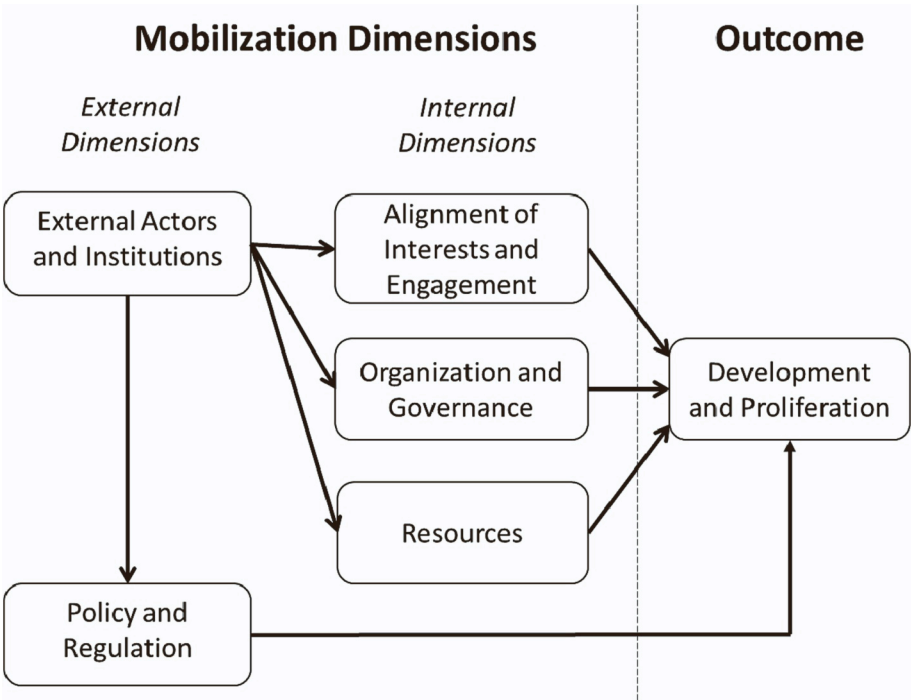 Mobilization Dimensions
Outcome
External
Dimensions
Internal
Dimensions
External Actors
and Institutions
Alignment of
Interests and
Engagement
Organization and
Governance
Development
and Proliferation
Resources
Policy and
Regulation